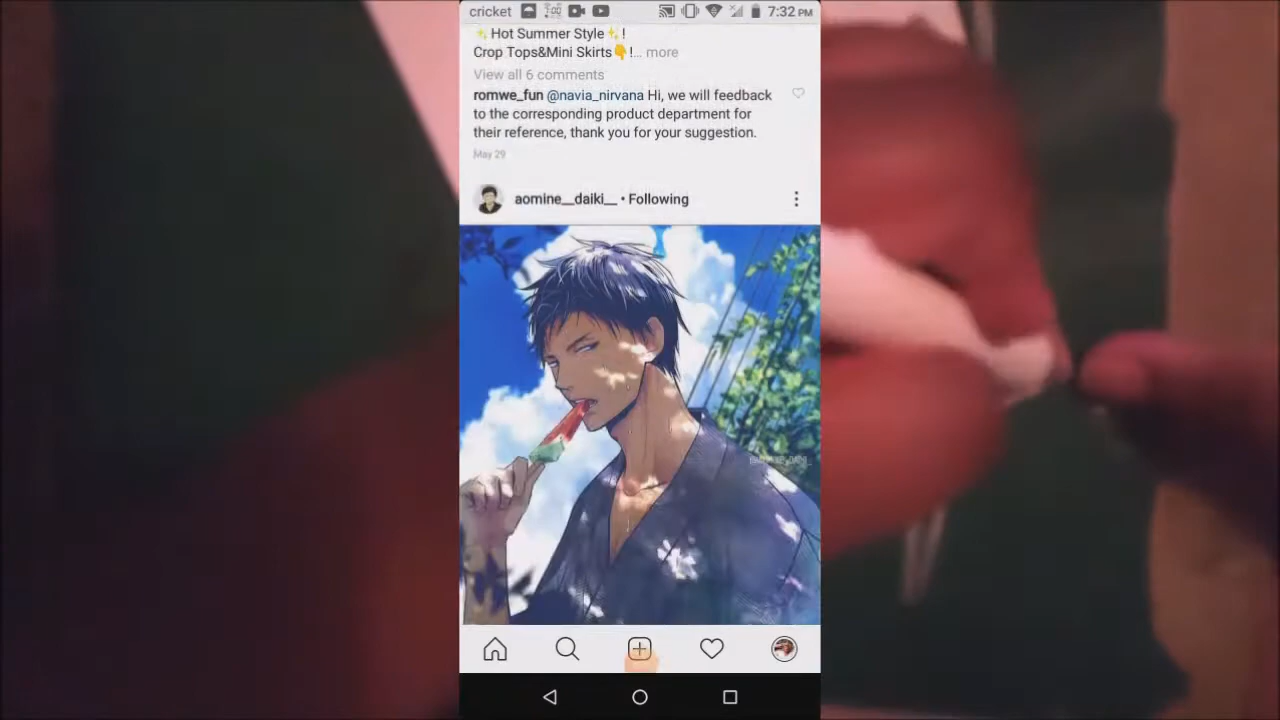 cricket 7:32 PM
✨Hot Summer Style✨!
Crop Tops&Mini Skirts👇!... more
View all 6 comments
romwe_fun @navia_nirvana Hi, we will feedback
to the corresponding product department for
their reference, thank you for your suggestion.
May 29
aomine__daiki__ • Following